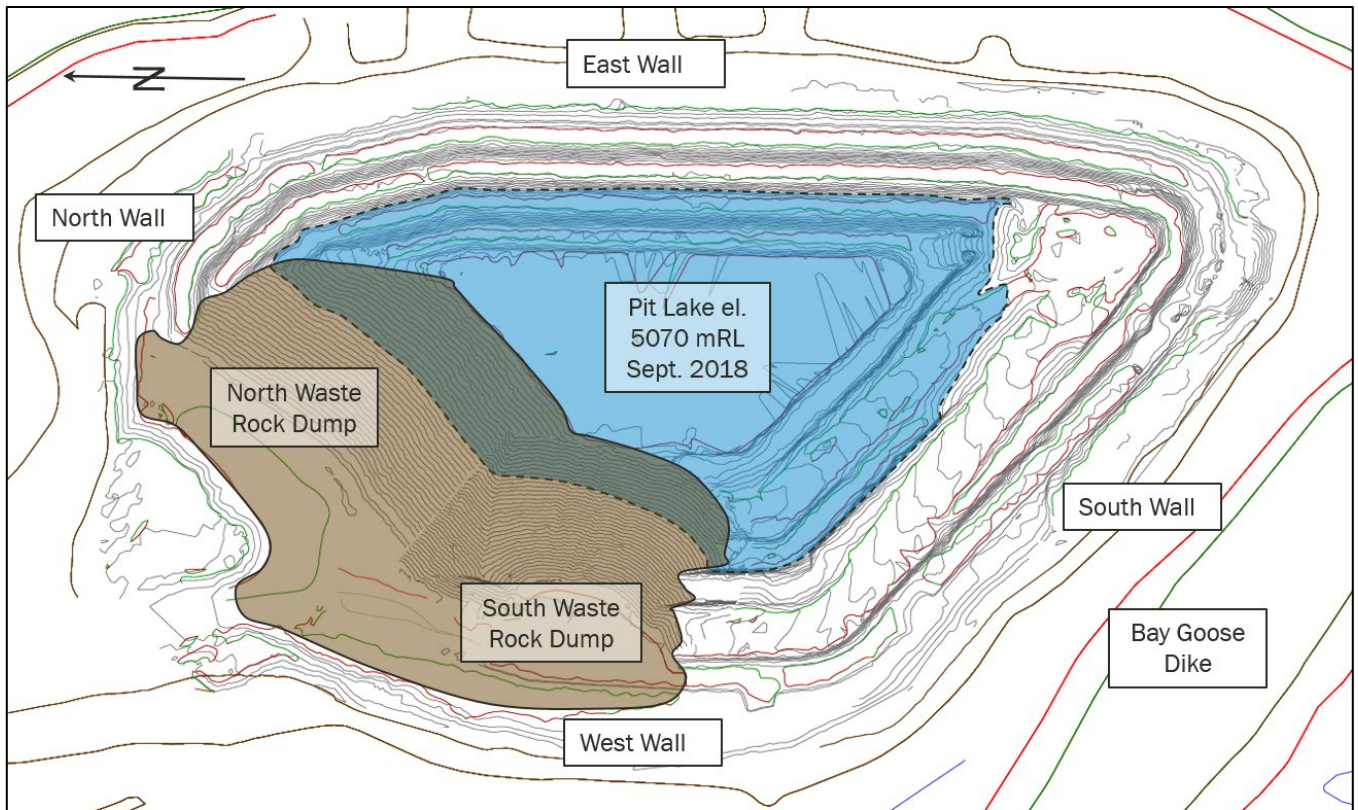 East Wall
N
North Wall
Pit Lake el.
5070 mRL
Sept. 2018
North Waste
Rock Dump
South Wall
South Waste
Rock Dump
Bay Goose
Dike
West Wall